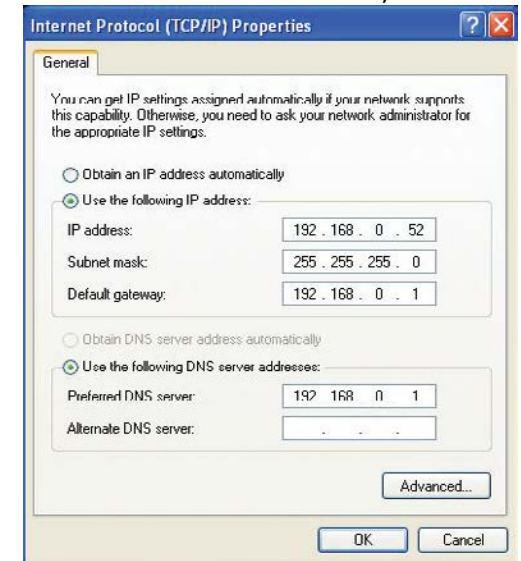 Internet Protocol (TCP/IP) Properties
General
You can get IP settings assigned automatically if your network supports
this capability. Otherwise, you need to ask your network administrator for
the appropriate IP settings.
Obtain an IP address automatically
Use the following IP address:
IP address: 192 . 168 . 0 . 52
Subnet mask: 255 . 255 . 255 . 0
Default gateway: 192 . 168 . 0 . 1
Obtain DNS server address automatically
Use the following DNS server addresses:
Preferred DNS server: 192 168 0 1
Alternate DNS server: . . .
Advanced...
OK Cancel